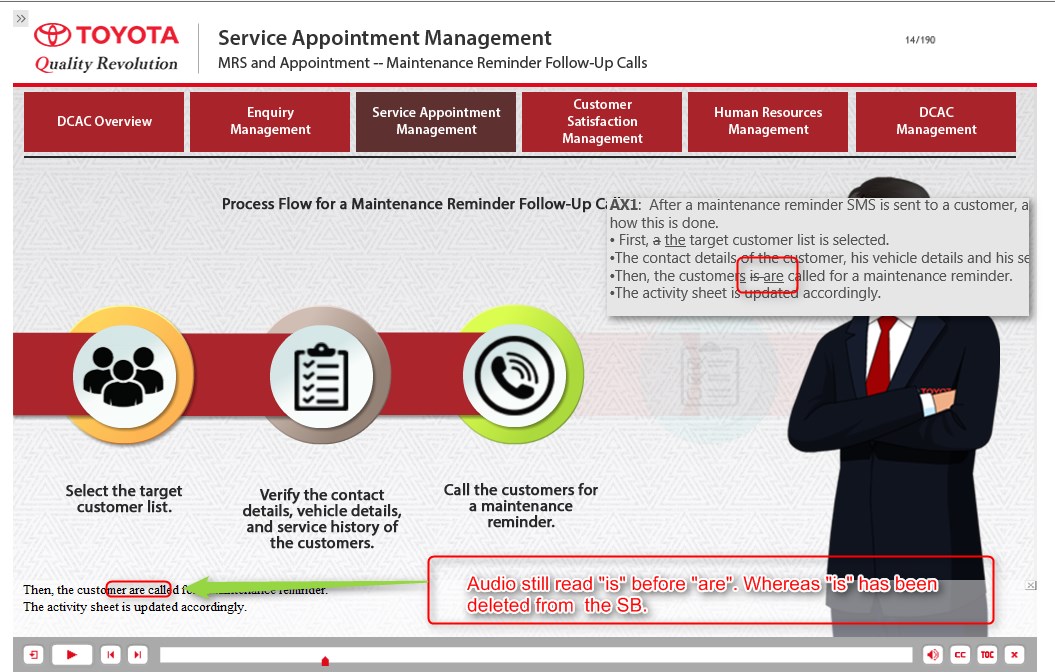 »
TOYOTA
Quality Revolution
Service Appointment Management
MRS and Appointment -- Maintenance Reminder Follow-Up Calls
14/190
DCAC Overview
Enquiry
Management
Service Appointment
Management
Customer
Satisfaction
Management
Human Resources
Management
DCAC
Management
Process Flow for a Maintenance Reminder Follow-Up C
AX1: After a maintenance reminder SMS is sent to a customer, a
how this is done.
• First, a the target customer list is selected.
•The contact details of the customer, his vehicle details and his se
•Then, the customers is are called for a maintenance reminder.
•The activity sheet is updated accordingly.
TOYOTA
Select the target
customer list.
Verify the contact
details, vehicle details,
and service history of
the customers.
Call the customers for
a maintenance
reminder.
Then, the customer are called for maintenance reminder.
The activity sheet is updated accordingly.
Audio still read "is" before "are". Whereas "is" has been
deleted from the SB.
CC
TOC